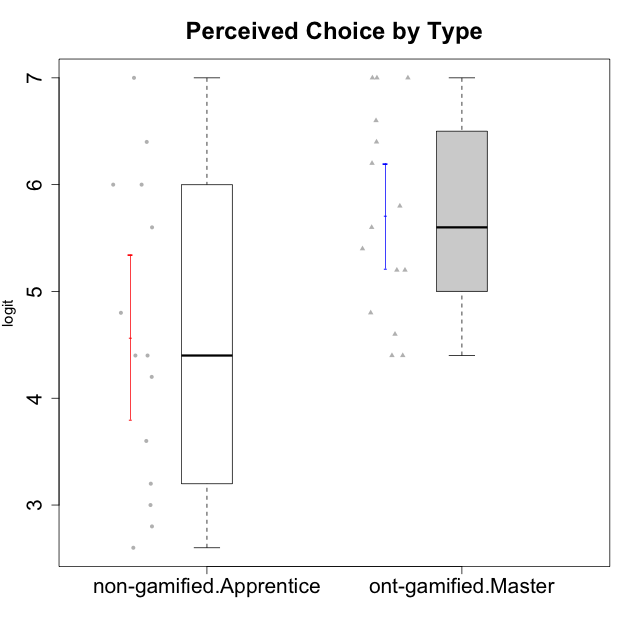 Perceived Choice by Type
7
6
5
4
3
logit
non-gamified.Apprentice
ont-gamified.Master